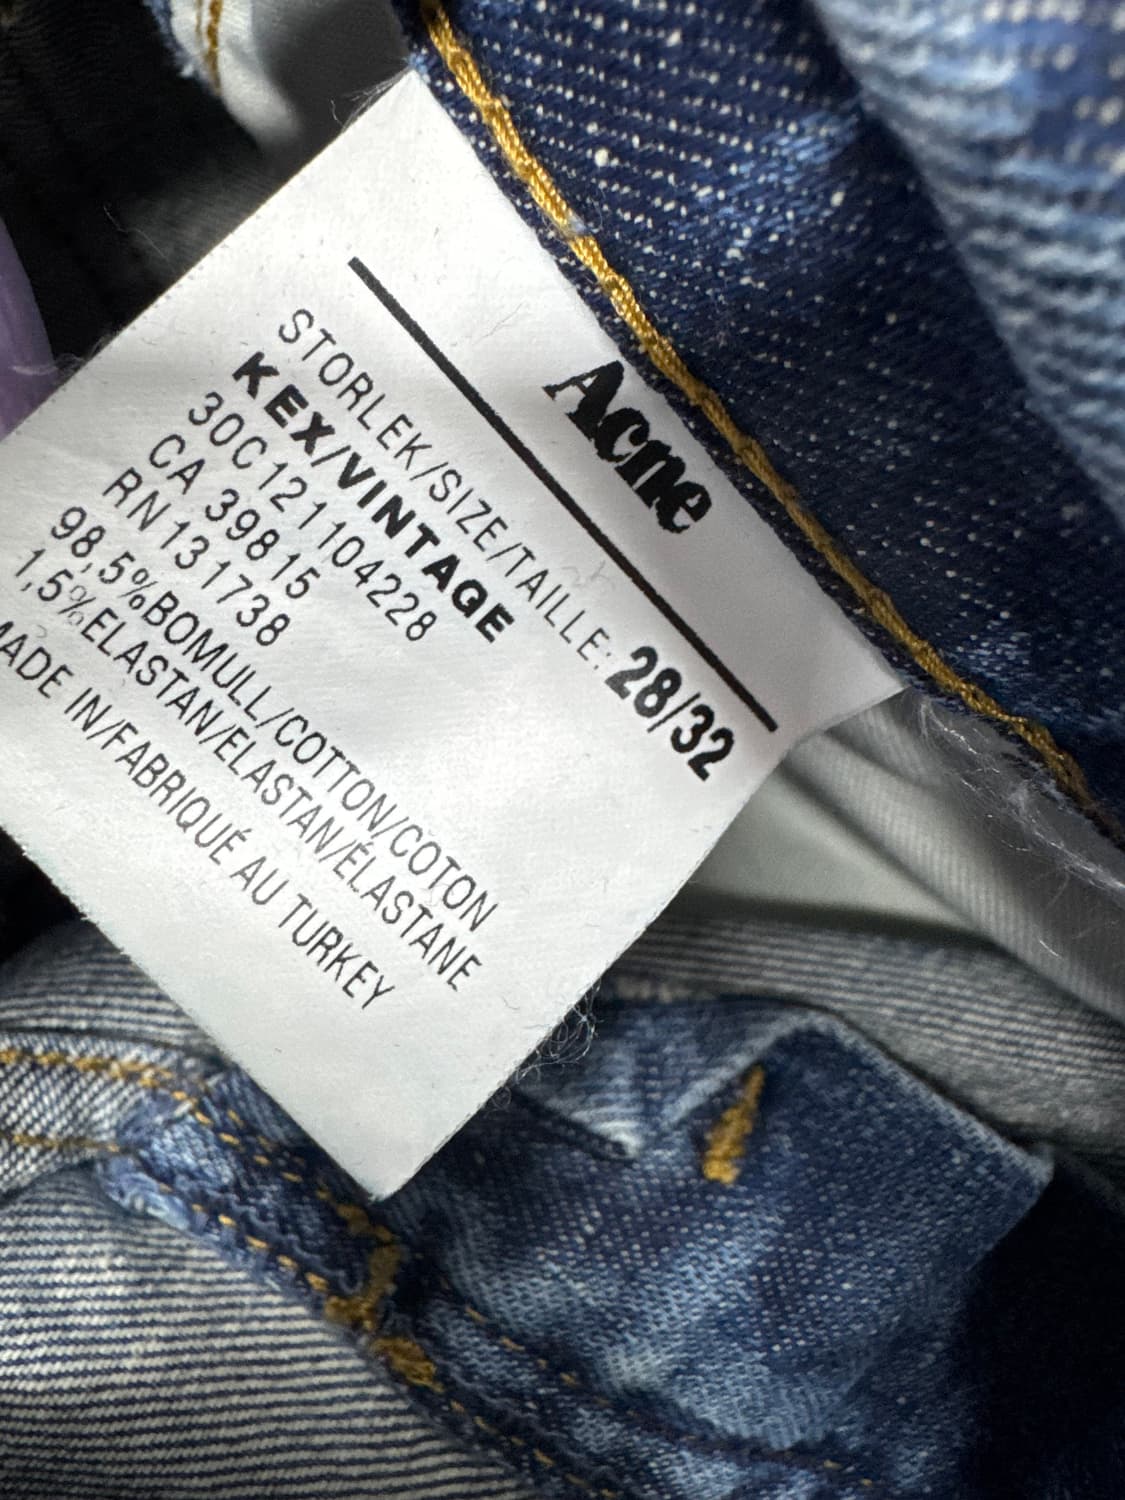 Acne
STORLEK/SIZE/TAILLE: 28/32
KEX/VINTAGE
30C121104228
CA 39815
RN 131738
98,5%BOMULL/COTTON/COTON
1,5%ELASTAN/ELASTAN/ÉLASTANE
MADE IN/FABRIQUÉ AU TURKEY